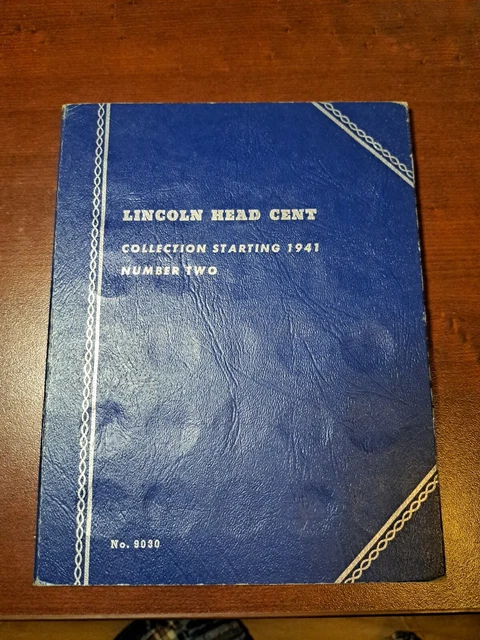 LINCOLN HEAD CENT
COLLECTION STARTING 1941
NUMBER TWO
No. 9030